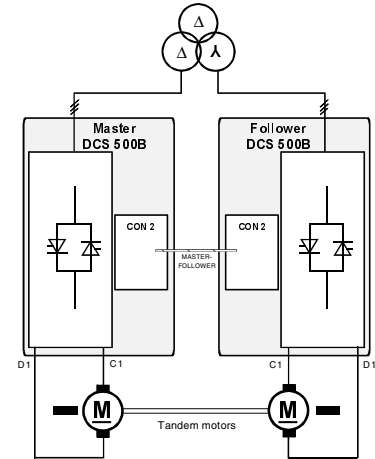 Δ
Δ
Y
Master
DCS 500B
Follower
DCS 500B
CON 2
CON 2
MASTER-
FOLLOWER
D1
C1
C1
D1
M
M
Tandem motors